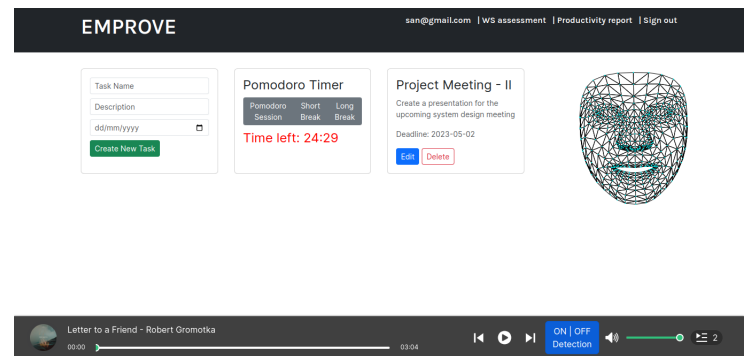 EMPROVE
san@gmail.com | WS assessment | Productivity report | Sign out
Task Name
Description
dd/mm/yyyy
Create New Task
Pomodoro Timer
Pomodoro Session
Short Break
Long Break
Time left: 24:29
Project Meeting - II
Create a presentation for the
upcoming system design meeting
Deadline: 2023-05-02
Edit
Delete
Letter to a Friend - Robert Gromotka
00:00
03:04
ON | OFF
Detection
2